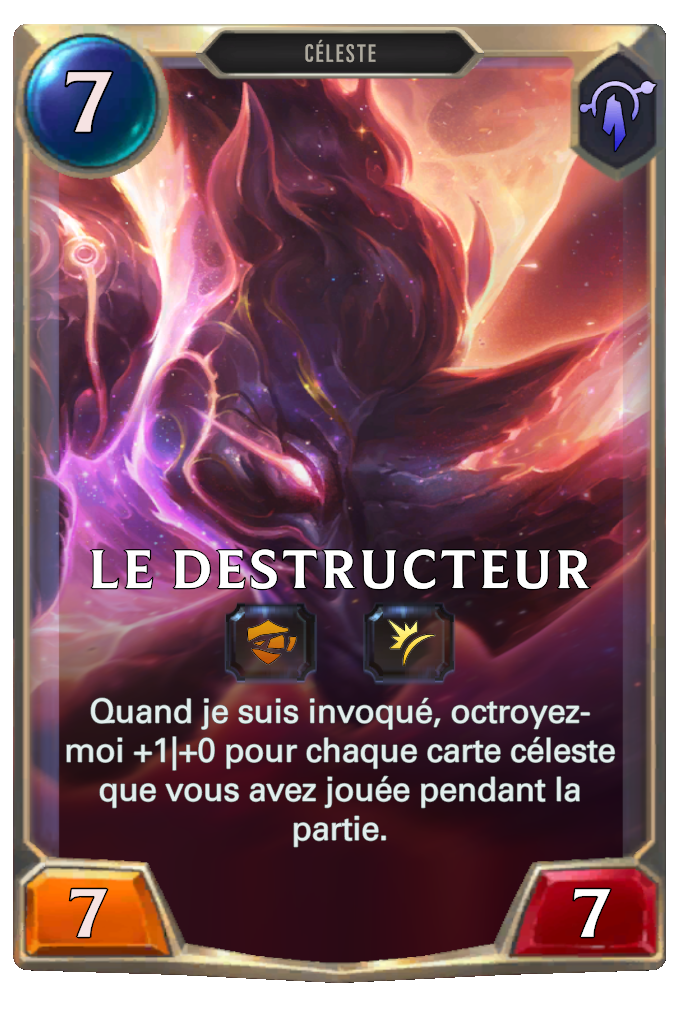 CÉLESTE
7
LE DESTRUCTEUR
Quand je suis invoqué, octroyez-
moi +1|+0 pour chaque carte céleste
que vous avez jouée pendant la
partie.
7 7